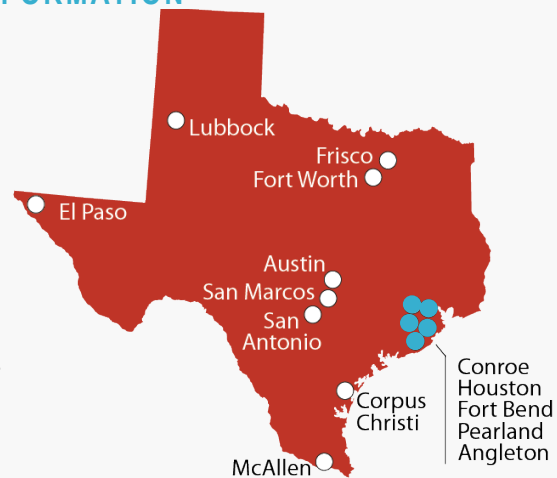 FORMATION
Lubbock
Frisco
Fort Worth
El Paso
Austin
San Marcos
San
Antonio
Conroe
Houston
Fort Bend
Pearland
Angleton
Corpus
Christi
McAllen